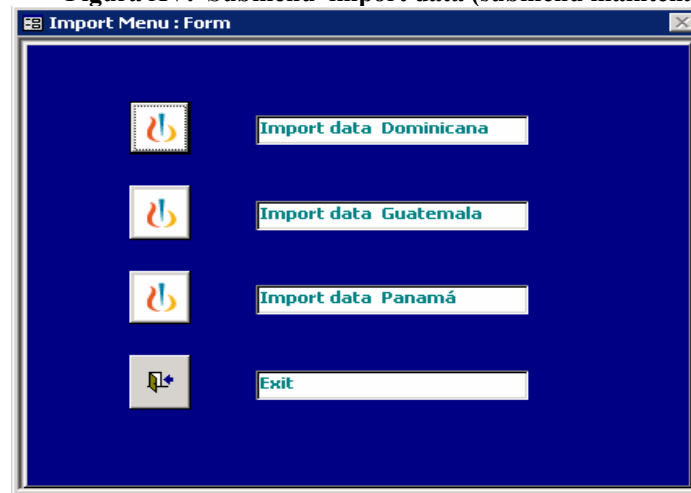 Import Menu : Form
Import data Dominicana
Import data Guatemala
Import data Panamá
Exit